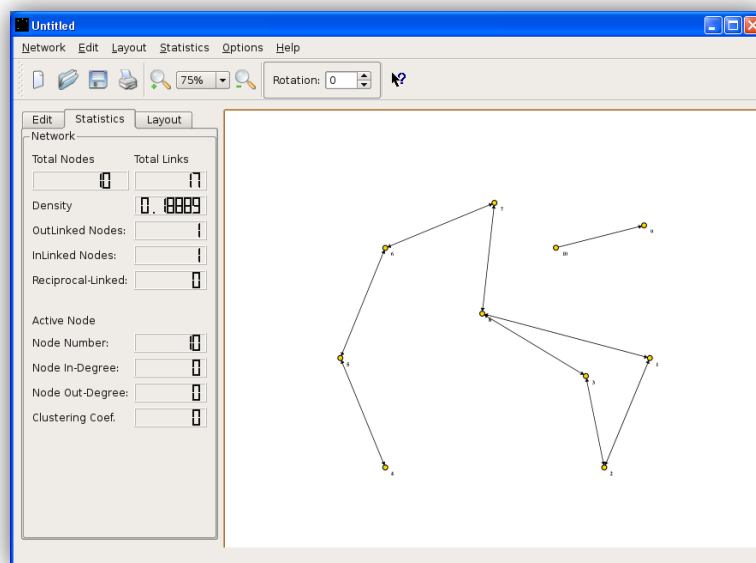 Untitled
Network Edit Layout Statistics Options Help
75% Rotation: 0
Edit Statistics Layout
Network
Total Nodes Total Links
10 17
Density 0.18889
OutLinked Nodes: 1
InLinked Nodes: 1
Reciprocal-Linked: 0
Active Node
Node Number: 10
Node In-Degree: 0
Node Out-Degree: 0
Clustering Coef. 0
7
9
6
10
5
1
3
4
2